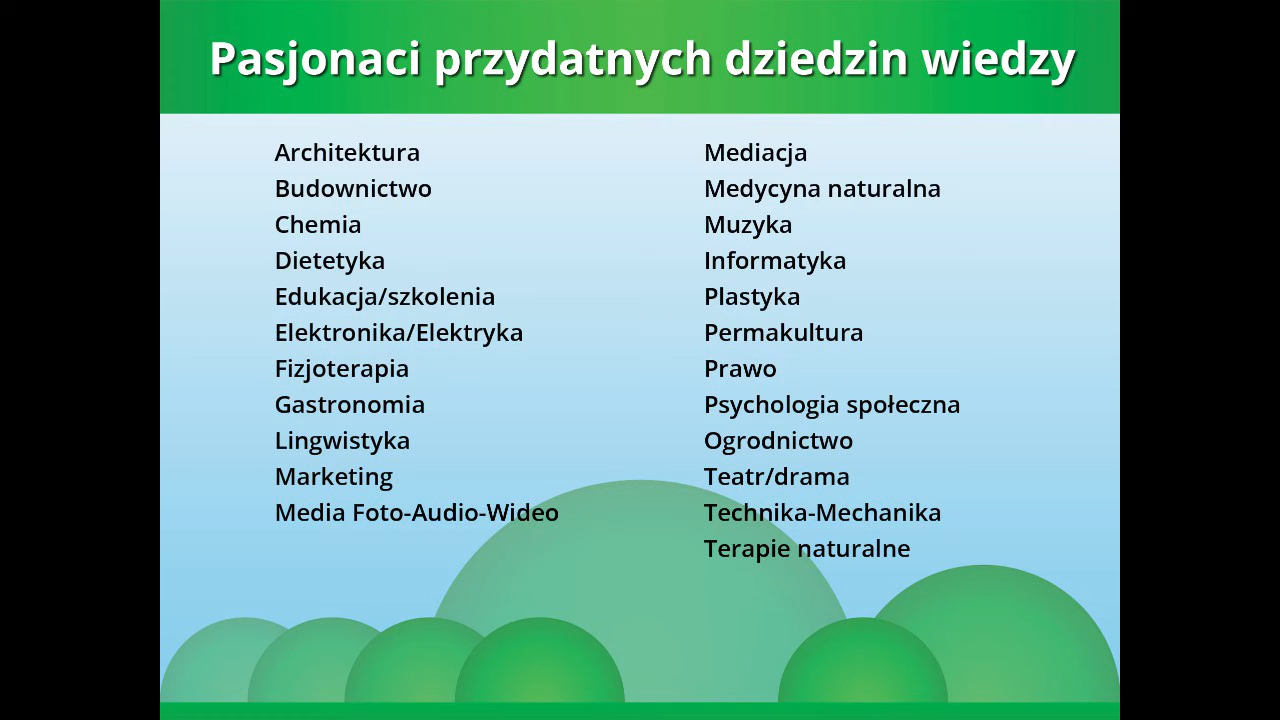 Pasjonaci przydatnych dziedzin wiedzy
Architektura
Budownictwo
Chemia
Dietetyka
Edukacja/szkolenia
Elektronika/Elektryka
Fizjoterapia
Gastronomia
Lingwistyka
Marketing
Media Foto-Audio-Wideo
Mediacja
Medycyna naturalna
Muzyka
Informatyka
Plastyka
Permakultura
Prawo
Psychologia społeczna
Ogrodnictwo
Teatr/drama
Technika-Mechanika
Terapie naturalne